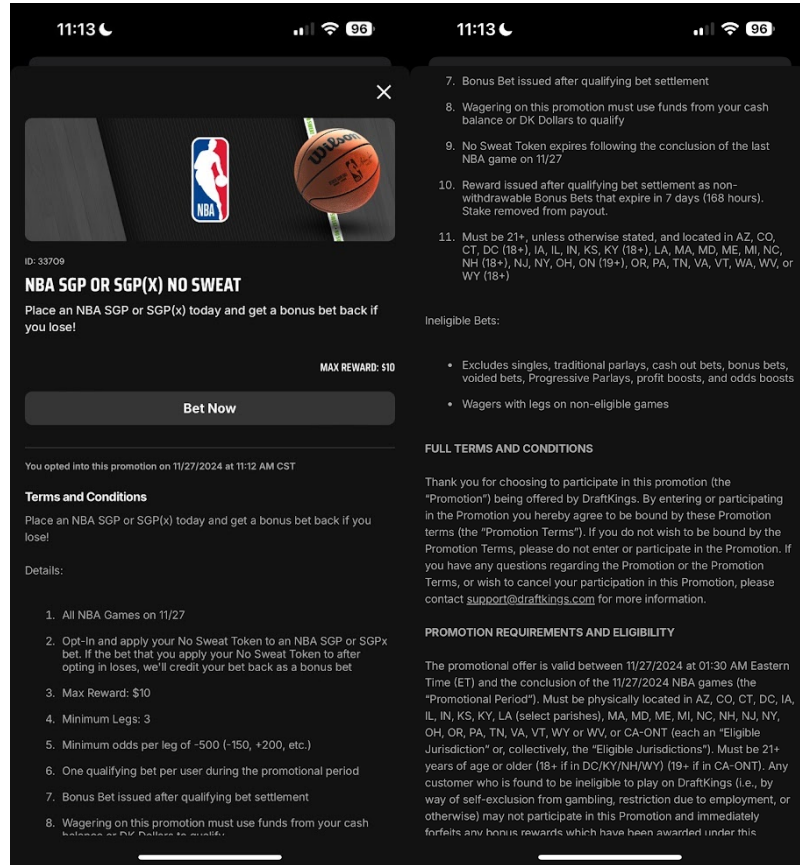 11:13
96
Wilson
NBA
ID: 33709
NBA SGP OR SGP(X) NO SWEAT
Place an NBA SGP or SGP(x) today and get a bonus bet back if
you lose!
MAX REWARD: $10
Bet Now
You opted into this promotion on 11/27/2024 at 11:12 AM CST
Terms and Conditions
Place an NBA SGP or SGP(x) today and get a bonus bet back if you
lose!
Details:
1. All NBA Games on 11/27
2. Opt-In and apply your No Sweat Token to an NBA SGP or SGPx
bet. If the bet that you apply your No Sweat Token to after
opting in loses, we'll credit your bet back as a bonus bet
3. Max Reward: $10
4. Minimum Legs: 3
5. Minimum odds per leg of -500 (-150, +200, etc.)
6. One qualifying bet per user during the promotional period
7. Bonus Bet issued after qualifying bet settlement
8. Wagering on this promotion must use funds from your cash
balance or DK Dollars to qualify
11:13
96
7. Bonus Bet issued after qualifying bet settlement
8. Wagering on this promotion must use funds from your cash
balance or DK Dollars to qualify
9. No Sweat Token expires following the conclusion of the last
NBA game on 11/27
10. Reward issued after qualifying bet settlement as non-
withdrawable Bonus Bets that expire in 7 days (168 hours).
Stake removed from payout.
11. Must be 21+, unless otherwise stated, and located in AZ, CO,
CT, DC (18+), IA, IL, IN, KS, KY (18+), LA, MA, MD, ME, MI, NC,
NH (18+), NJ, NY, OH, ON (19+), OR, PA, TN, VA, VT, WA, WV, or
WY (18+)
Ineligible Bets:
• Excludes singles, traditional parlays, cash out bets, bonus bets,
voided bets, Progressive Parlays, profit boosts, and odds boosts
• Wagers with legs on non-eligible games
FULL TERMS AND CONDITIONS
Thank you for choosing to participate in this promotion (the
“Promotion”) being offered by DraftKings. By entering or participating
in the Promotion you hereby agree to be bound by these Promotion
terms (the “Promotion Terms”). If you do not wish to be bound by the
Promotion Terms, please do not enter or participate in the Promotion. If
you have any questions regarding the Promotion or the Promotion
Terms, or wish to cancel your participation in this Promotion, please
contact support@draftkings.com for more information.
PROMOTION REQUIREMENTS AND ELIGIBILITY
The promotional offer is valid between 11/27/2024 at 01:30 AM Eastern
Time (ET) and the conclusion of the 11/27/2024 NBA games (the
“Promotional Period”). Must be physically located in AZ, CO, CT, DC, IA,
IL, IN, KS, KY, LA (select parishes), MA, MD, ME, MI, NC, NH, NJ, NY,
OH, OR, PA, TN, VA, VT, WY or WV, or CA-ONT (each an “Eligible
Jurisdiction” or, collectively, the “Eligible Jurisdictions”). Must be 21+
years of age or older (18+ if in DC/KY/NH/WY) (19+ if in CA-ONT). Any
customer who is found to be ineligible to play on DraftKings (i.e., by
way of self-exclusion from gambling, restriction due to employment, or
otherwise) may not participate in this Promotion and immediately
forfeits any bonus rewards which have been awarded under this